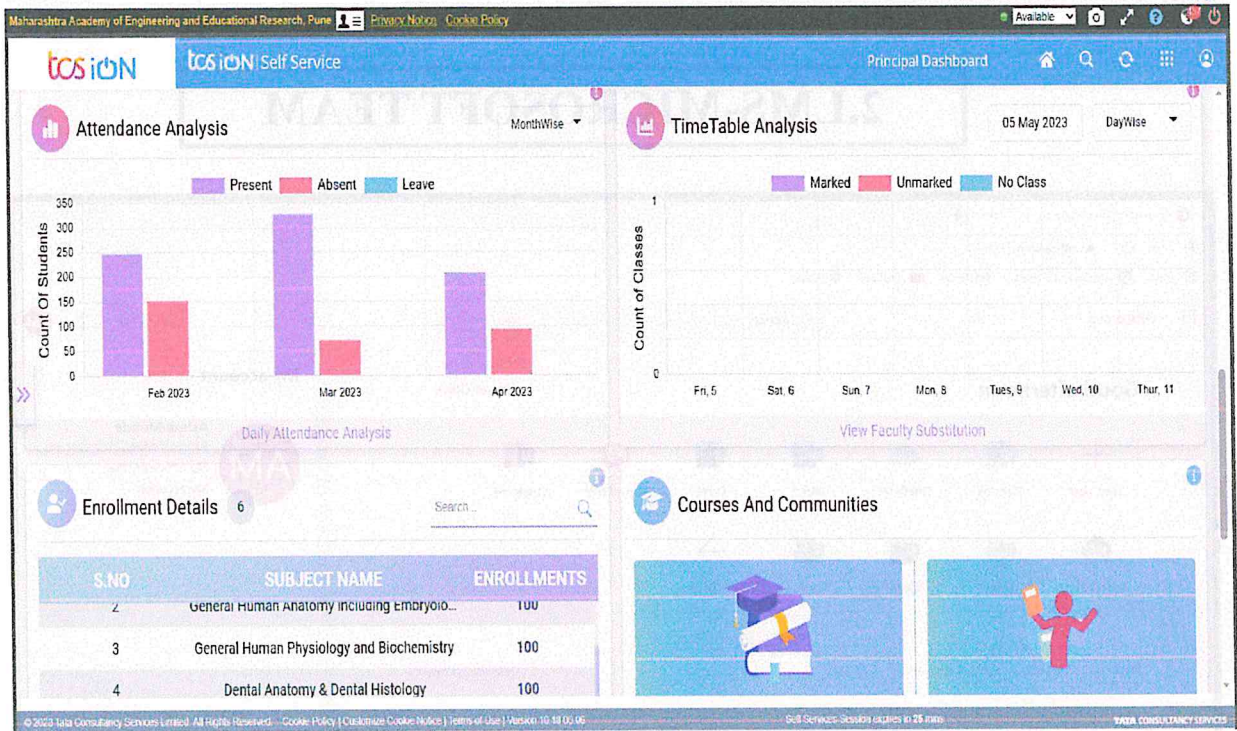 Maharashtra Academy of Engineering and Educational Research, Pune Privacy Notice Cookie Policy Available
tcs iON tcs iON Self Service Principal Dashboard
2.LMS-MICROSOFT TEAM
Attendance Analysis MonthWise
Present Absent Leave
Count Of Students
350
300
250
200
150
100
50
0
Feb 2023 Mar 2023 Apr 2023
Daily Attendance Analysis
TimeTable Analysis 05 May 2023 DayWise
Marked Unmarked No Class
Count of Classes
1
0
Fri, 5 Sat, 6 Sun, 7 Mon, 8 Tues, 9 Wed, 10 Thur, 11
View Faculty Substitution
Enrollment Details 6 Search...
S.NO SUBJECT NAME ENROLLMENTS
2 General Human Anatomy Including Embryolo... 100
3 General Human Physiology and Biochemistry 100
4 Dental Anatomy & Dental Histology 100
Courses And Communities
© 2023 Tata Consultancy Services Limited. All Rights Reserved. Cookie Policy | Customize Cookie Notice | Terms of Use | Self Services Session expires in 25 mins TATA CONSULTANCY SERVICES